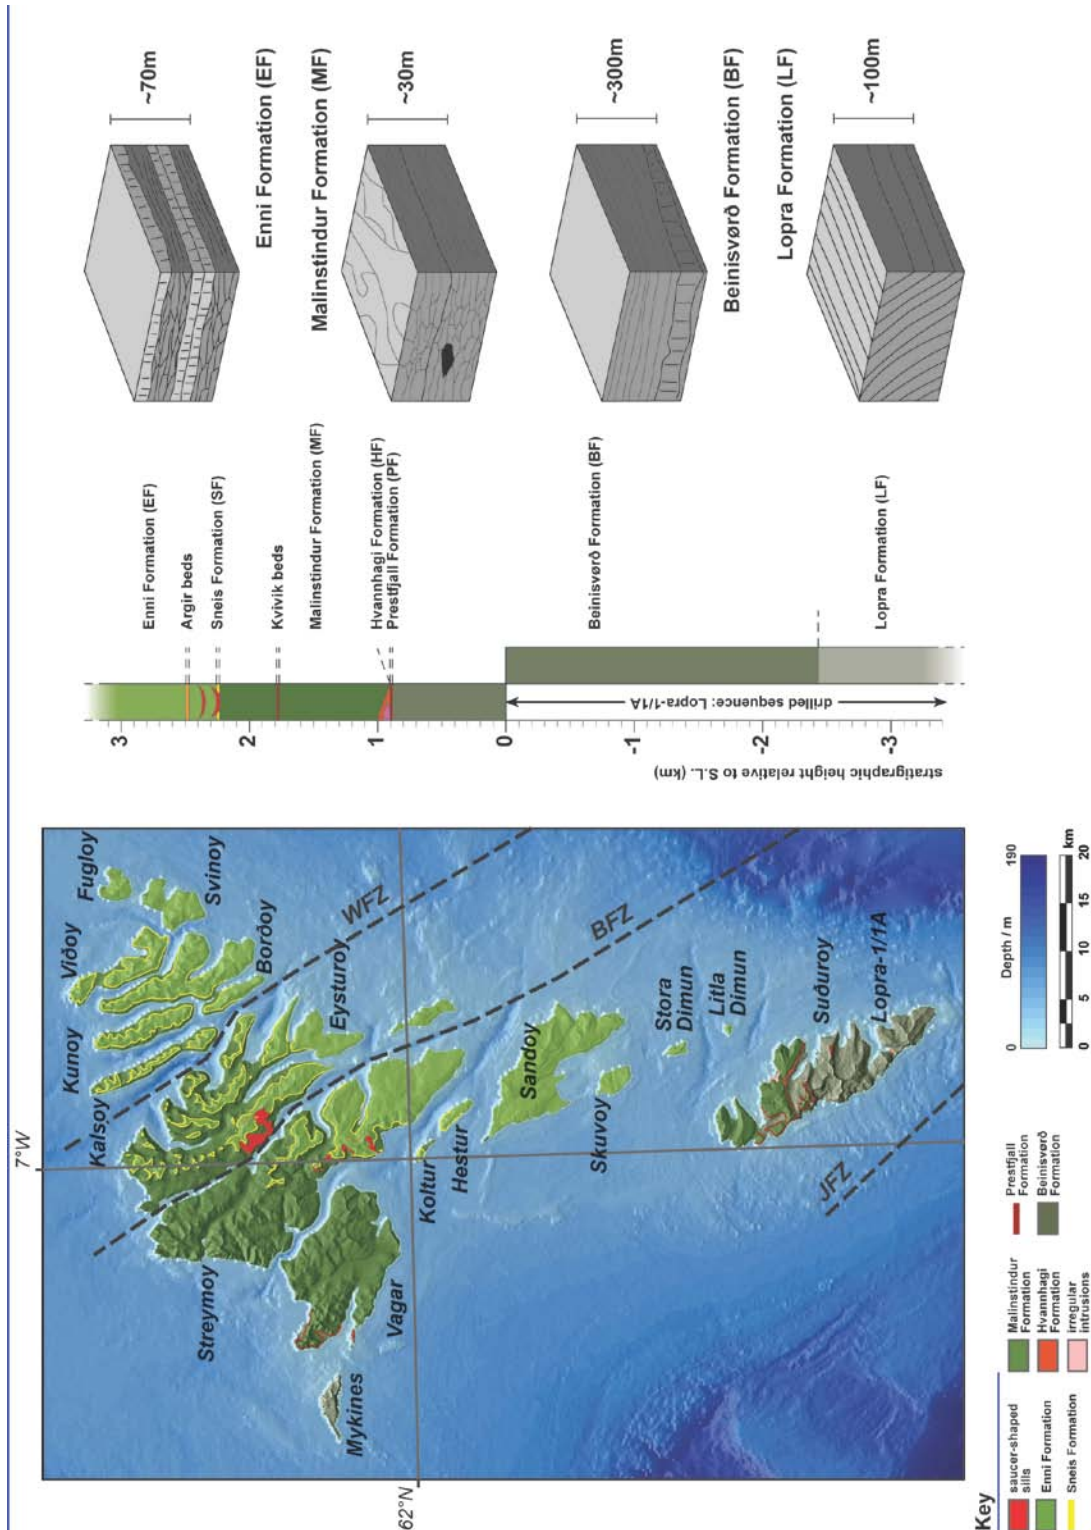 7°W
62°N
Fugloy
Viðoy
Svinoy
Kunoy
Borðoy
Kalsoy
WFZ
Eysturoy
BFZ
Streymoy
Vagar
Mykines
Koltur
Hestur
Sandoy
Skuvoy
Stora
Dimun
Litla
Dimun
Suðuroy
Lopra-1/1A
JFZ
Key
saucer-shaped
sills
Enni Formation
Sneis Formation
Malinstindur
Formation
Hvannhagi
Formation
irregular
intrusions
Prestfjall
Formation
Beinisvørð
Formation
Depth / m
0
190
0
5
10
15
20
km
stratigraphic height relative to S.L. (km)
3
2
1
0
-1
-2
-3
drilled sequence: Lopra-1/1A
Enni Formation (EF)
Argir beds
Sneis Formation (SF)
Kvivik beds
Malinstindur Formation (MF)
Hvannhagi Formation (HF)
Prestfjall Formation (PF)
Beinisvørð Formation (BF)
Lopra Formation (LF)
~70m
Enni Formation (EF)
Malinstindur Formation (MF)
~30m
~300m
Beinisvørð Formation (BF)
Lopra Formation (LF)
~100m